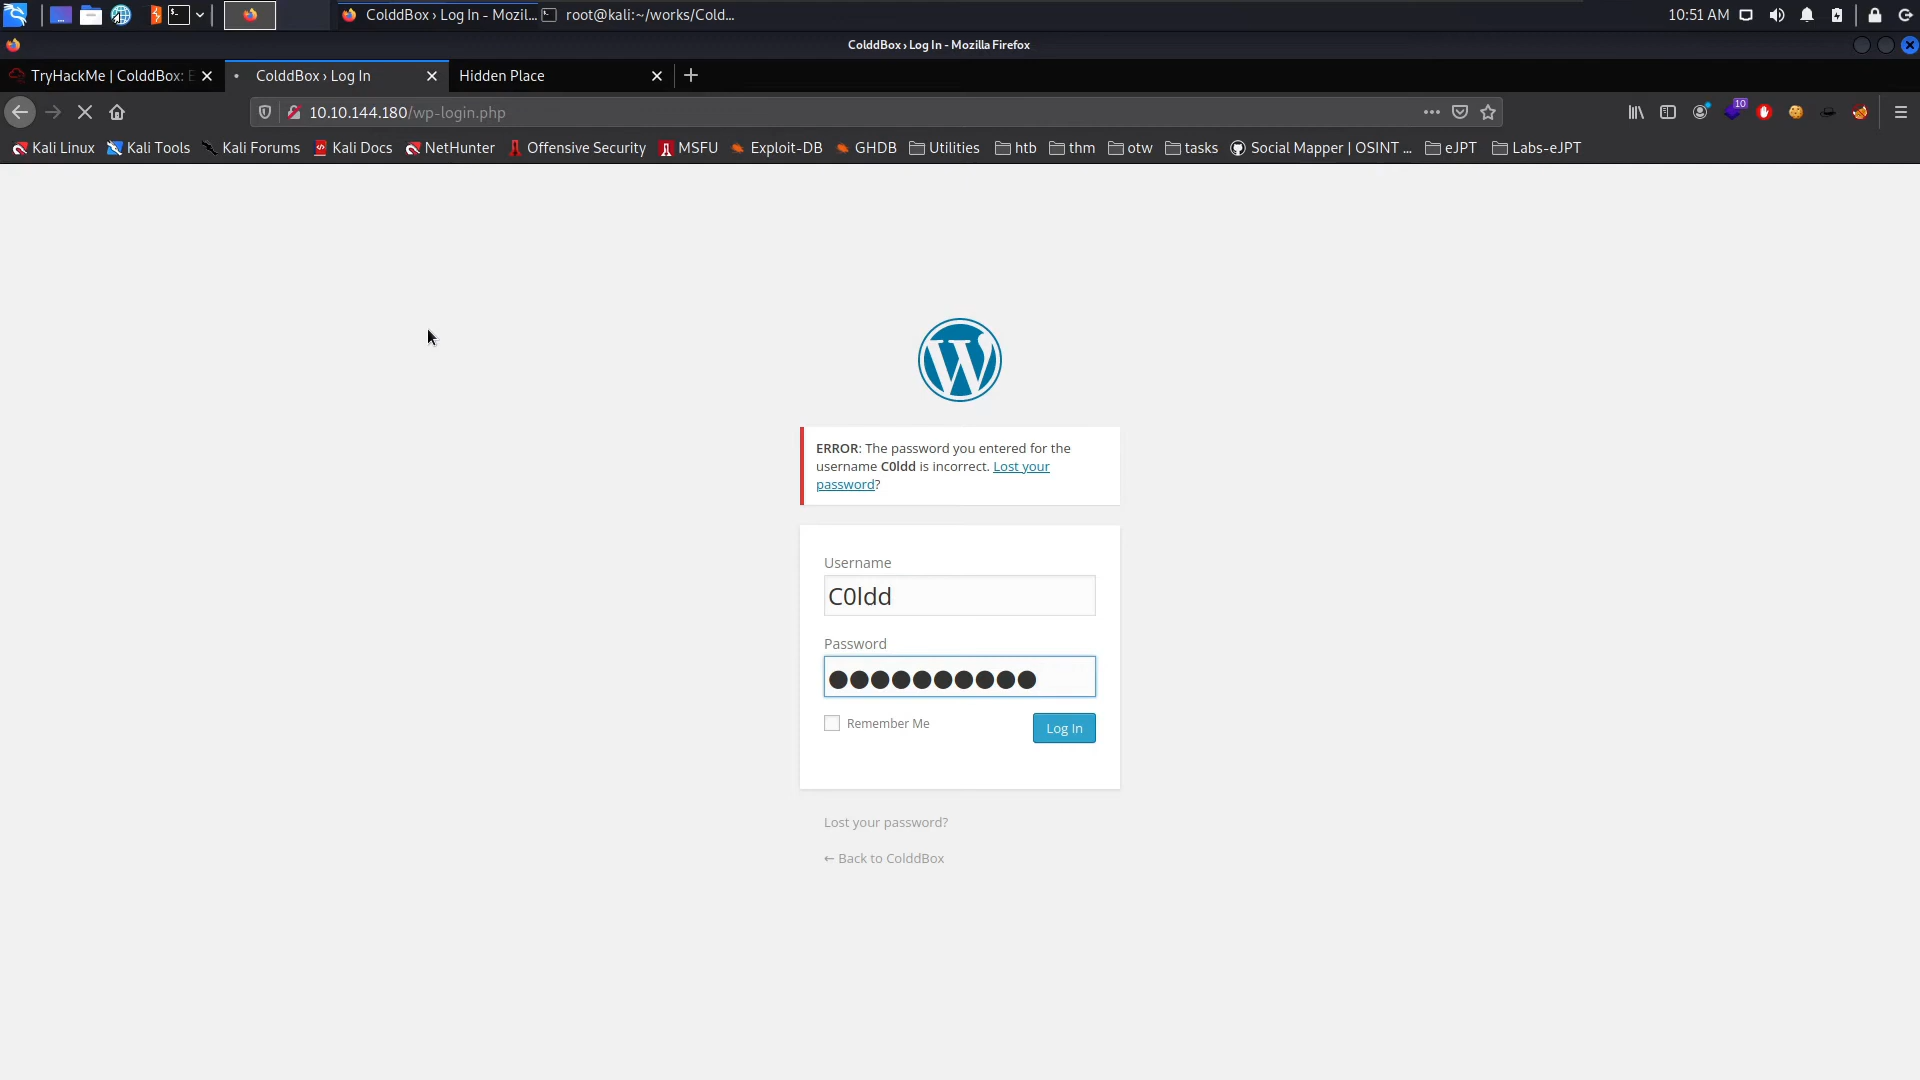 ColddBox › Log In - Mozil...
root@kali:~/works/Cold...
10:51 AM
ColddBox › Log In - Mozilla Firefox
TryHackMe | ColddBox: E
ColddBox › Log In
Hidden Place
10.10.144.180/wp-login.php
10
Kali Linux
Kali Tools
Kali Forums
Kali Docs
NetHunter
Offensive Security
MSFU
Exploit-DB
GHDB
Utilities
htb
thm
otw
tasks
Social Mapper | OSINT ...
eJPT
Labs-eJPT
ERROR: The password you entered for the
username C0ldd is incorrect. Lost your
password?
Username
C0ldd
Password
Remember Me
Log In
Lost your password?
← Back to ColddBox